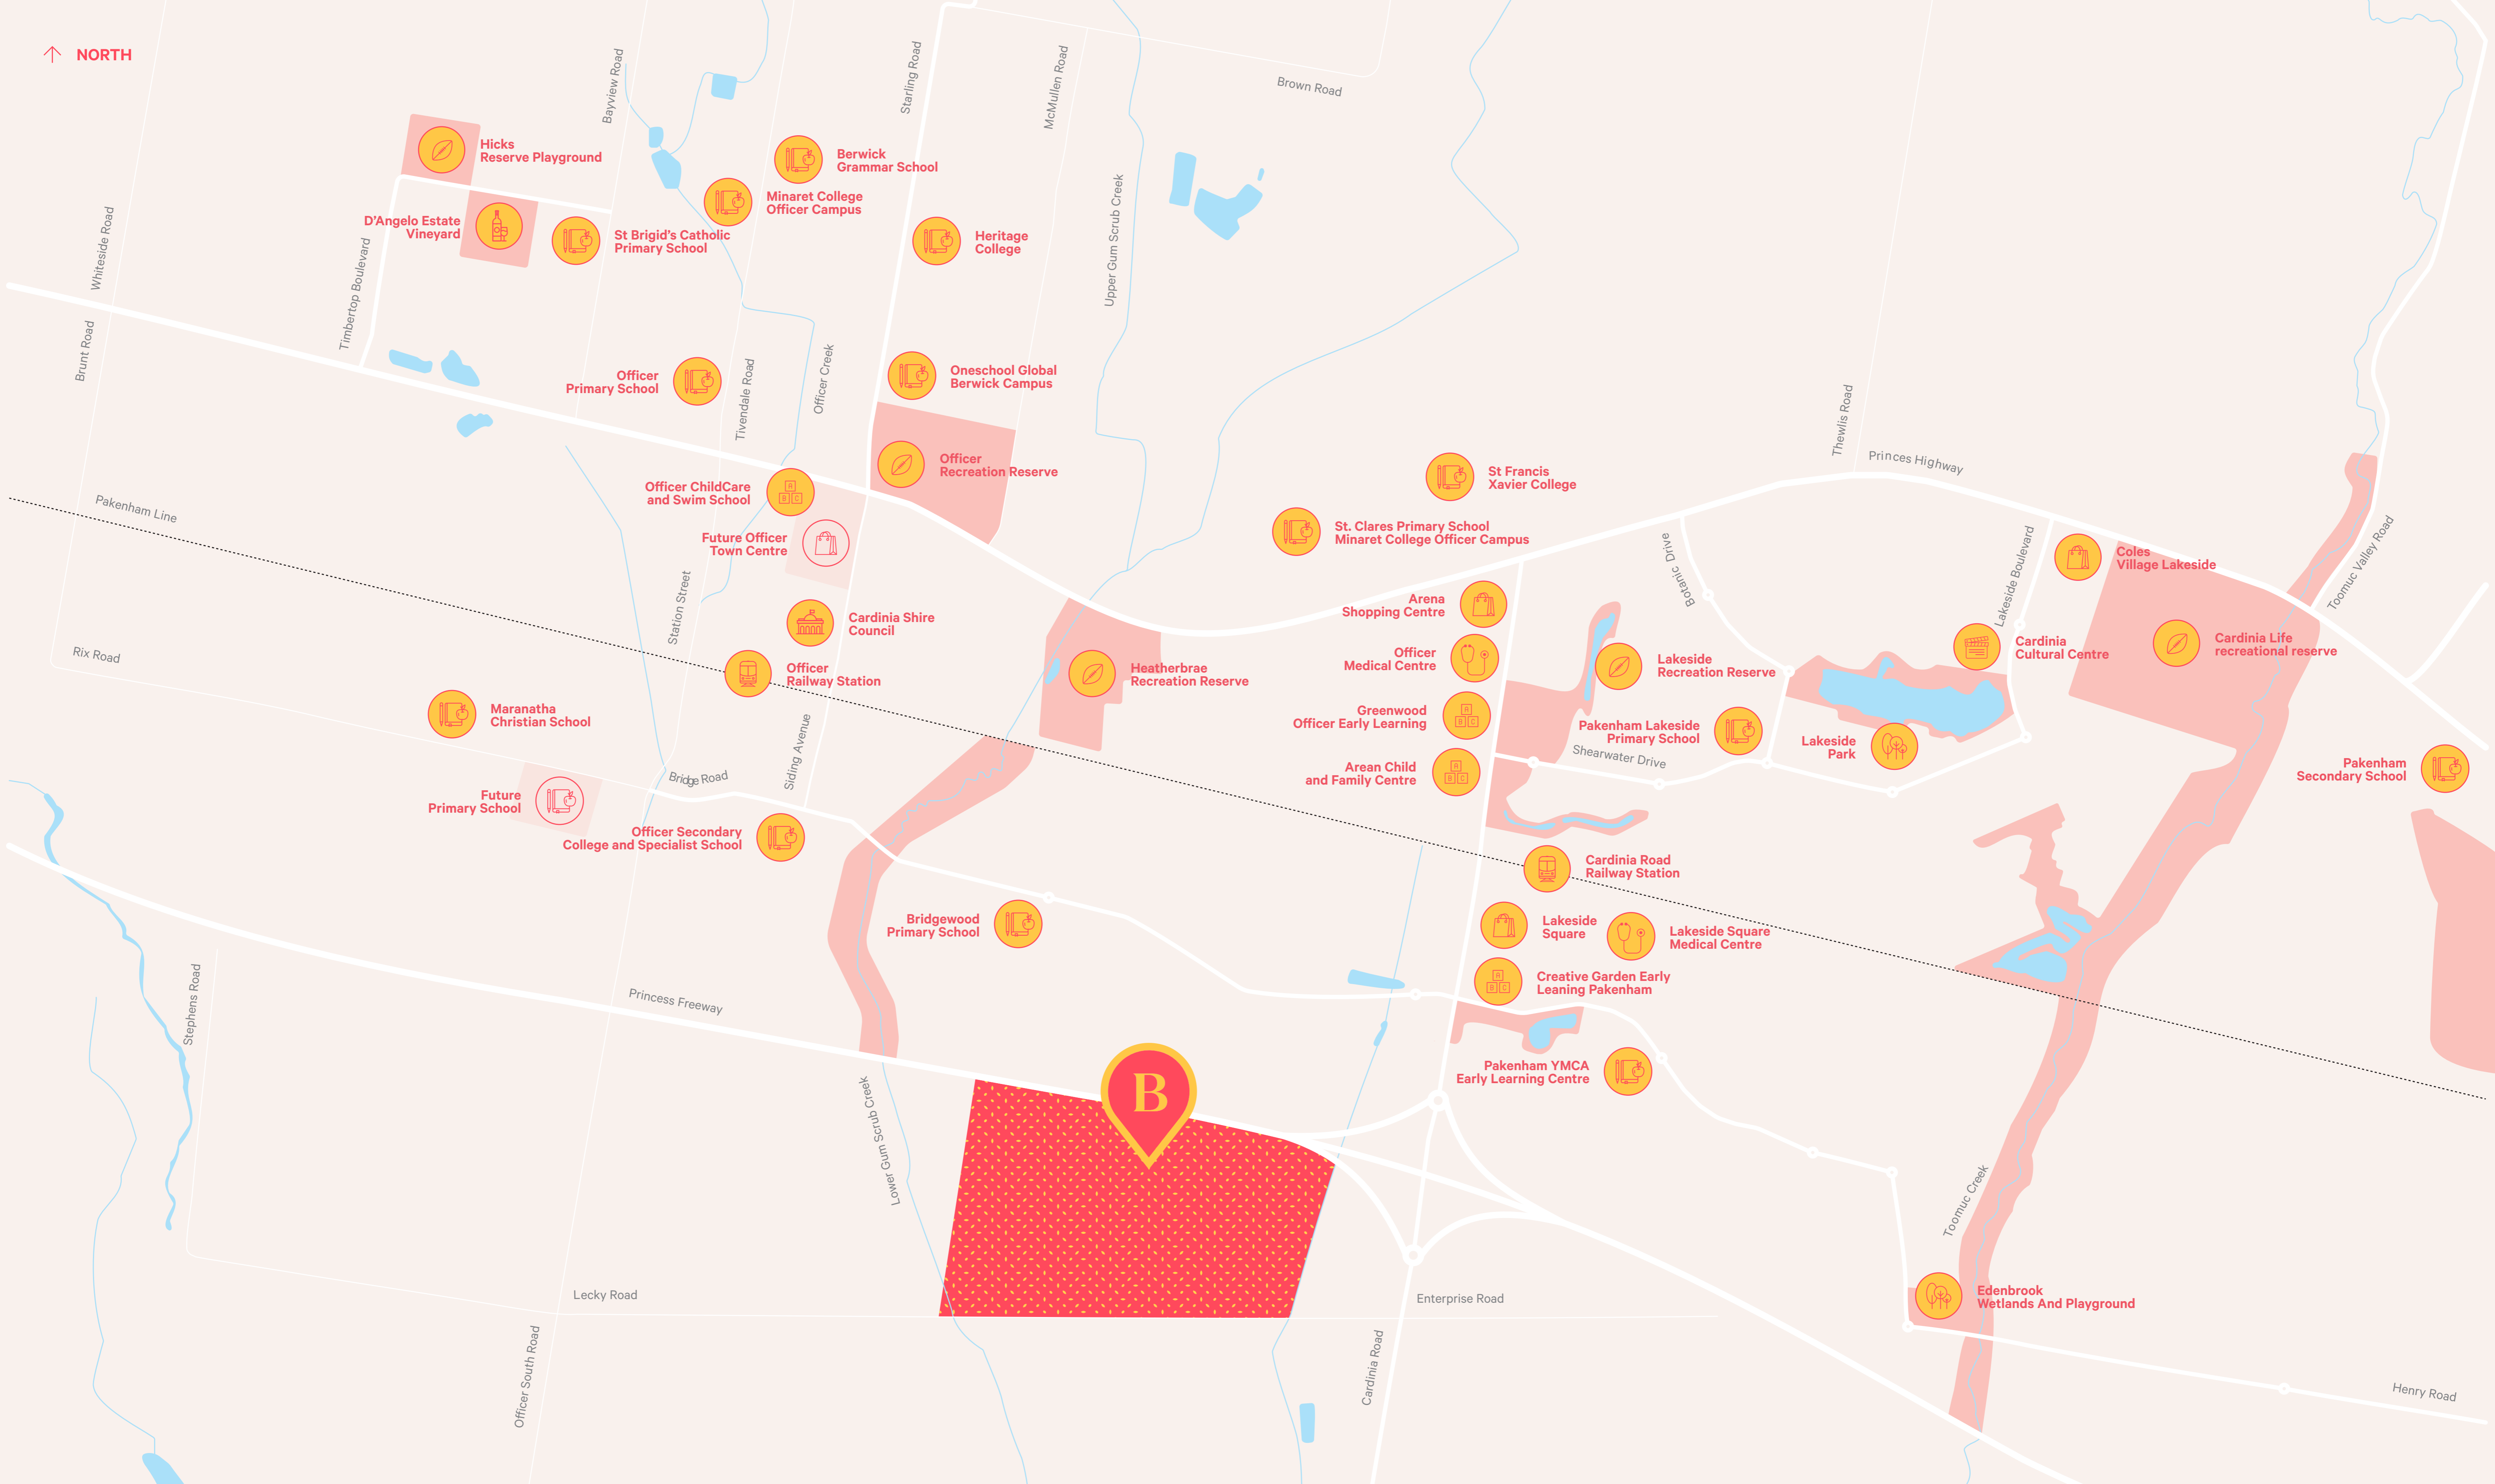 NORTH
Bayview Road
Starling Road
McMullen Road
Brown Road
Hicks
Reserve Playground
Berwick
Grammar School
Minaret College
Officer Campus
D'Angelo Estate
Vineyard
St Brigid's Catholic
Primary School
Heritage
College
Whiteside Road
Timbertop Boulevard
Upper Gum Scrub Creek
Brunt Road
Officer
Primary School
Tivendale Road
Officer Creek
Oneschool Global
Berwick Campus
Thewlis Road
Princes Highway
Officer
Recreation Reserve
St Francis
Xavier College
Officer ChildCare
and Swim School
Pakenham Line
St. Clares Primary School
Minaret College Officer Campus
Future Officer
Town Centre
Botanic Drive
Lakeside Boulevard
Coles
Village Lakeside
Toomuc Valley Road
Station Street
Arena
Shopping Centre
Cardinia Shire
Council
Cardinia Life
recreational reserve
Cardinia
Cultural Centre
Rix Road
Officer
Railway Station
Heatherbrae
Recreation Reserve
Officer
Medical Centre
Lakeside
Recreation Reserve
Maranatha
Christian School
Greenwood
Officer Early Learning
Pakenham Lakeside
Primary School
Lakeside
Park
Siding Avenue
Shearwater Drive
Pakenham
Secondary School
Bridge Road
Arean Child
and Family Centre
Future
Primary School
Officer Secondary
College and Specialist School
Cardinia Road
Railway Station
Bridgewood
Primary School
Lakeside
Square
Lakeside Square
Medical Centre
Creative Garden Early
Leaning Pakenham
Stephens Road
Princess Freeway
Pakenham YMCA
Early Learning Centre
B
Lower Gum Scrub Creek
Toomuc Creek
Lecky Road
Enterprise Road
Edenbrook
Wetlands And Playground
Officer South Road
Cardinia Road
Henry Road